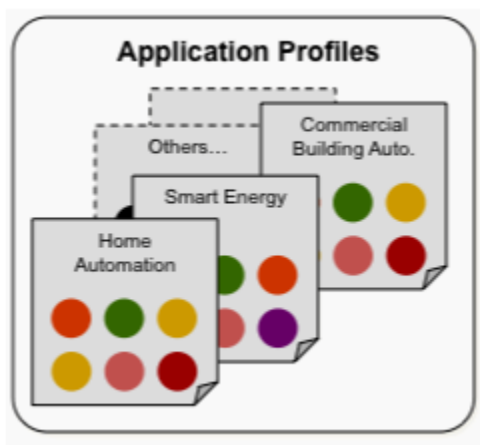 Application Profiles
Commercial
Building Auto.
Others...
Smart Energy
Home
Automation